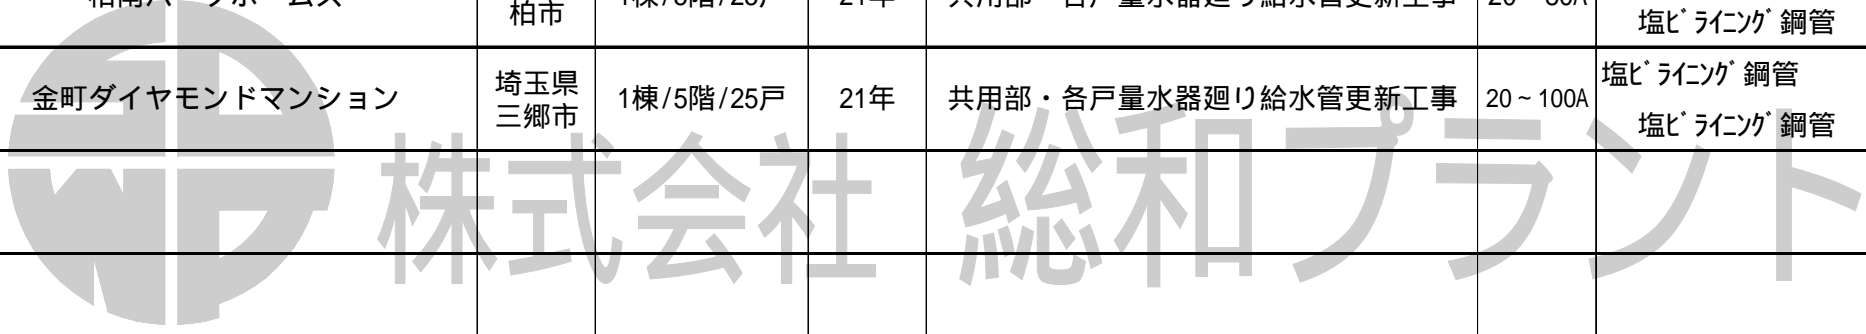 柏市
塩ビライニング鋼管
金町ダイヤモンドマンション
埼玉県
三郷市
1棟/5階/25戸
21年
共用部・各戸量水器廻り給水管更新工事
20~100A
塩ビライニング鋼管
塩ビライニング鋼管
株式会社 総和プラント